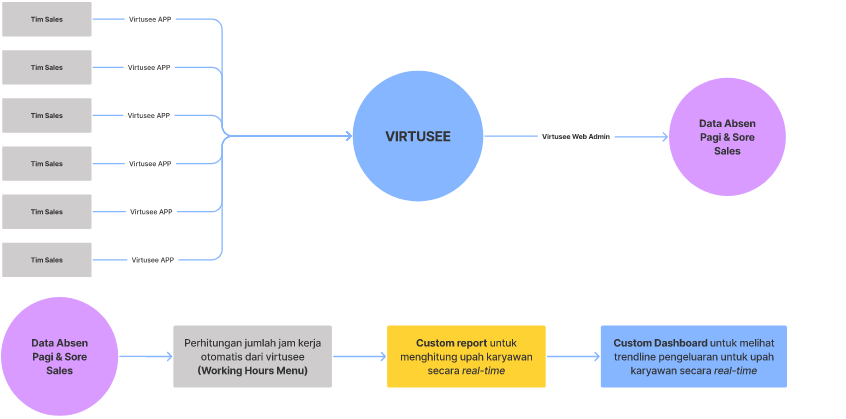 Tim Sales
Virtusee APP
Tim Sales
Virtusee APP
Tim Sales
Virtusee APP
Tim Sales
Virtusee APP
Tim Sales
Virtusee APP
Tim Sales
Virtusee APP
VIRTUSEE
Virtusee Web Admin
Data Absen
Pagi & Sore
Sales
Data Absen
Pagi & Sore
Sales
Perhitungan jumlah jam kerja
otomatis dari virtusee
(Working Hours Menu)
Custom report untuk
menghitung upah karyawan
secara real-time
Custom Dashboard untuk melihat
trendline pengeluaran untuk upah
karyawan secara real-time